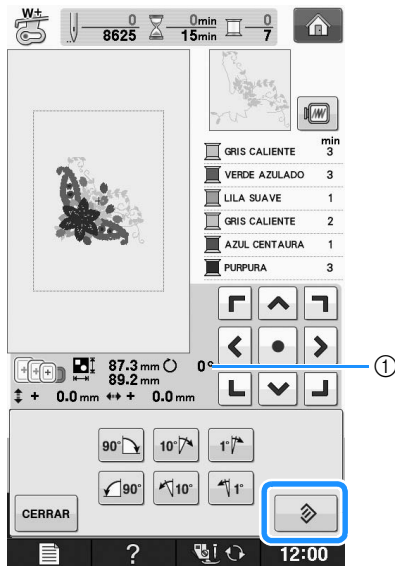 W+ 0 0min 0
8625 15min 7
min
GRIS CALIENTE 3
VERDE AZULADO 3
LILA SUAVE 1
GRIS CALIENTE 2
AZUL CENTAURA 1
PURPURA 3
87.3 mm 0°
89.2 mm
+ 0.0 mm + 0.0 mm
①
90° 10° 1°
90° 10° 1°
CERRAR
? 12:00